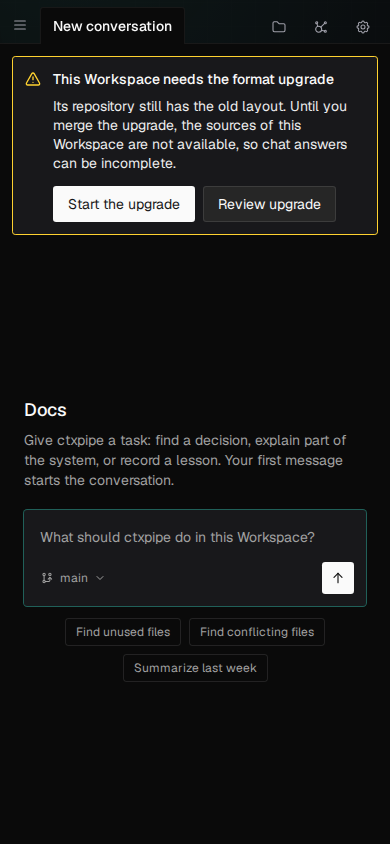 New conversation
This Workspace needs the format upgrade
Its repository still has the old layout. Until you
merge the upgrade, the sources of this
Workspace are not available, so chat answers
can be incomplete.
Start the upgrade
Review upgrade
Docs
Give ctxpipe a task: find a decision, explain part of
the system, or record a lesson. Your first message
starts the conversation.
What should ctxpipe do in this Workspace?
main
Find unused files
Find conflicting files
Summarize last week